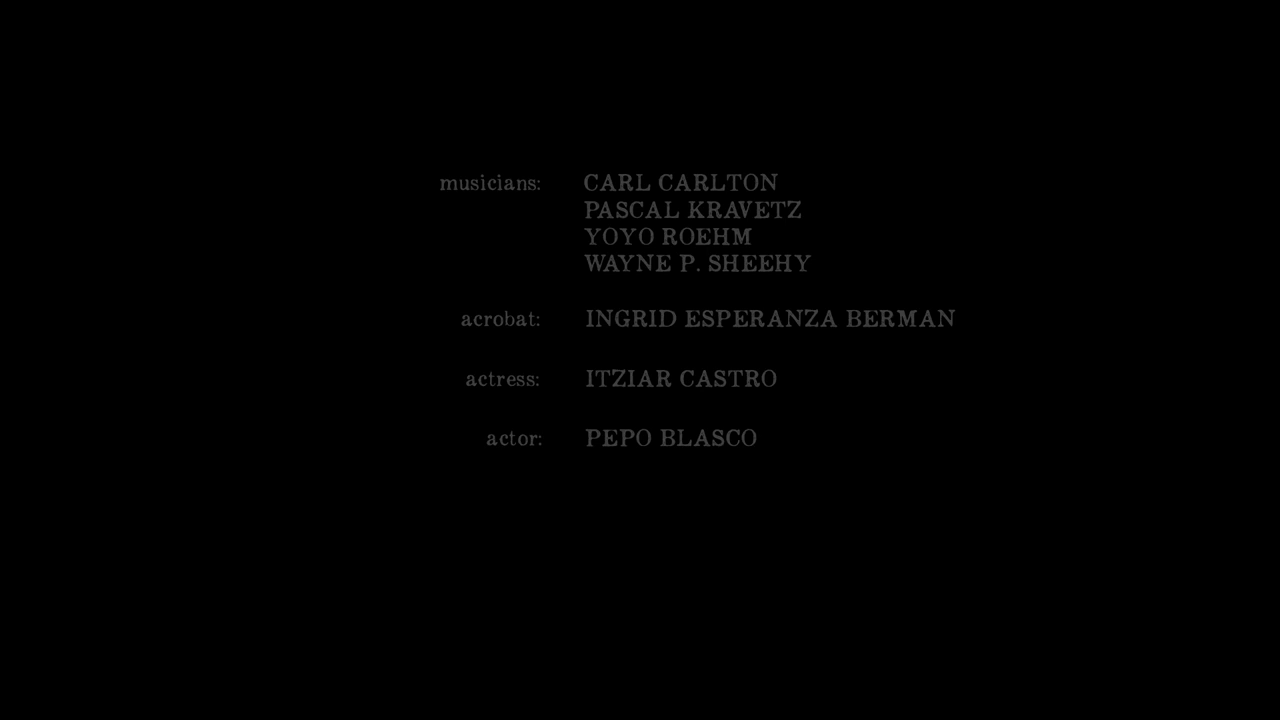 musicians: CARL CARLTON
PASCAL KRAVETZ
YOYO ROEHM
WAYNE P. SHEEHY
acrobat: INGRID ESPERANZA BERMAN
actress: ITZIAR CASTRO
actor: PEPO BLASCO